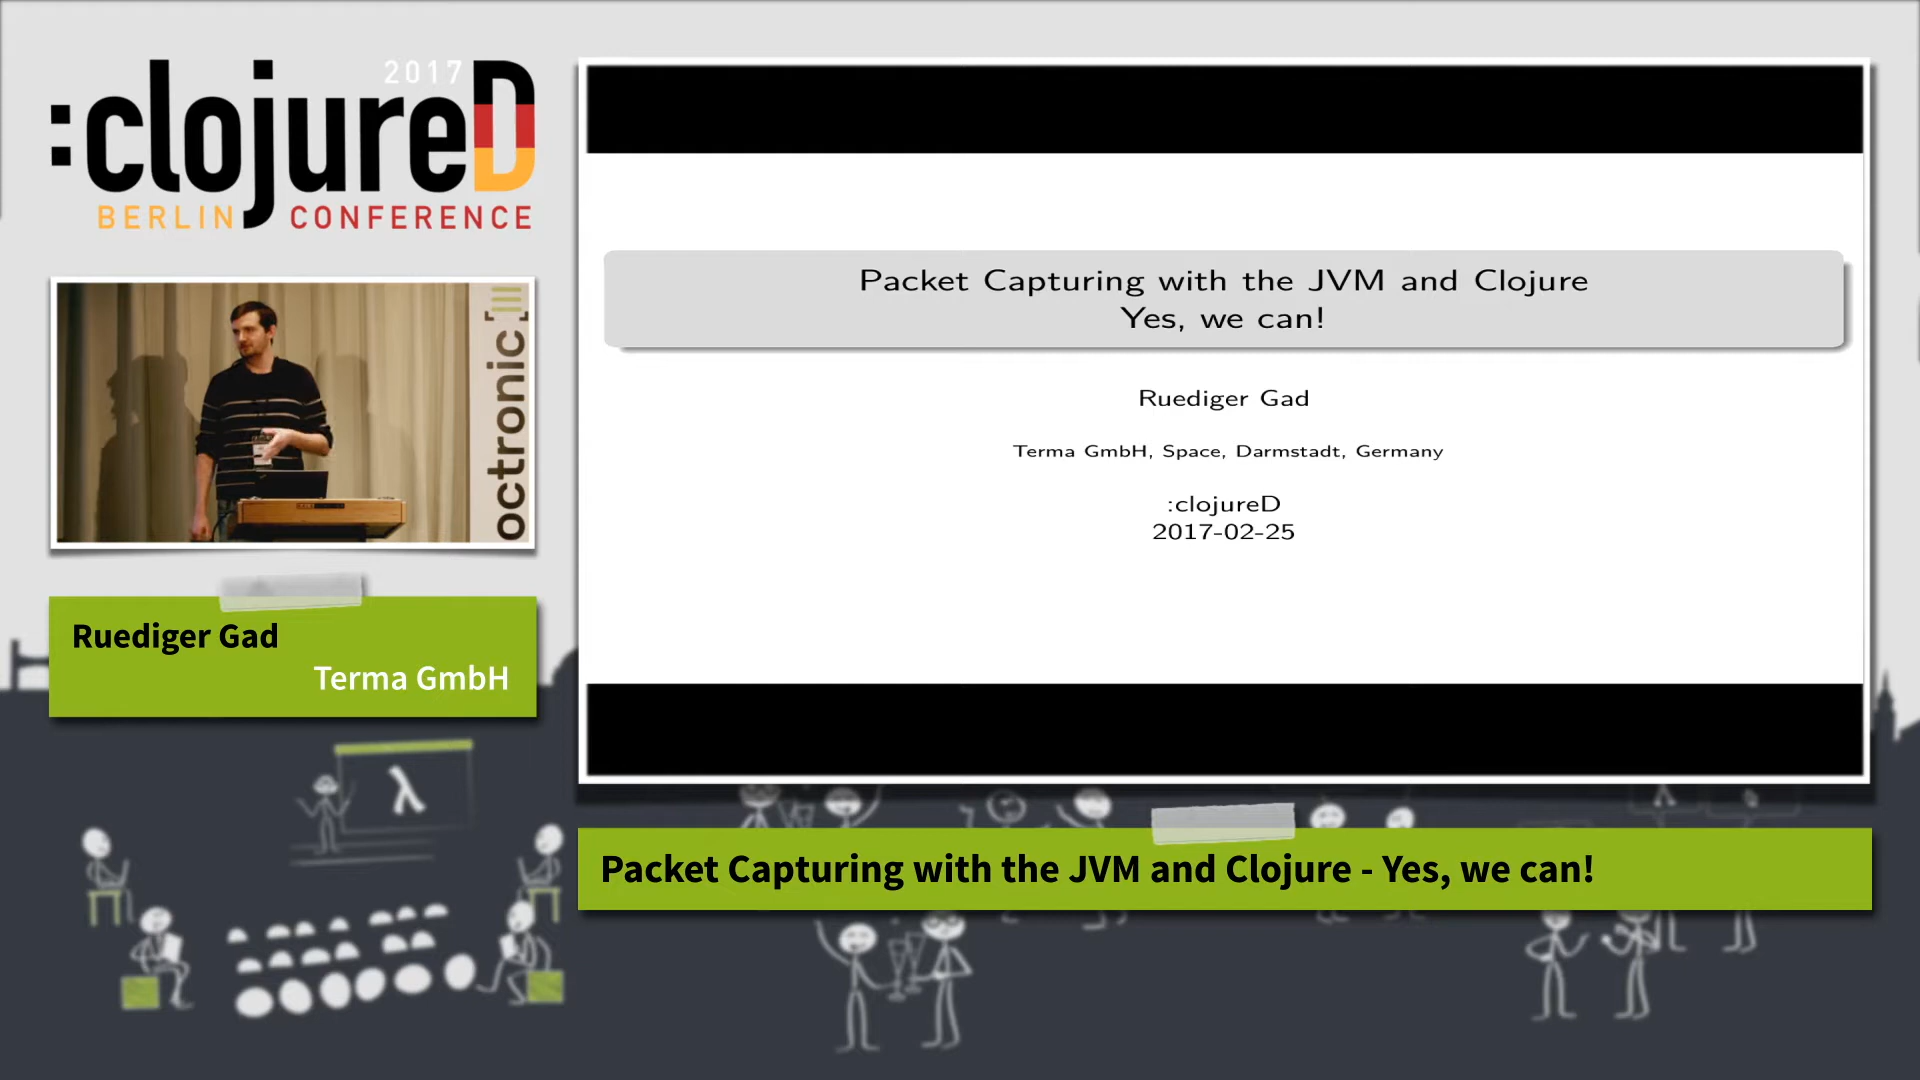 2017
:clojureD
BERLIN CONFERENCE
octronic
Ruediger Gad
Terma GmbH
Packet Capturing with the JVM and Clojure
Yes, we can!
Ruediger Gad
Terma GmbH, Space, Darmstadt, Germany
:clojureD
2017-02-25
λ
Packet Capturing with the JVM and Clojure - Yes, we can!